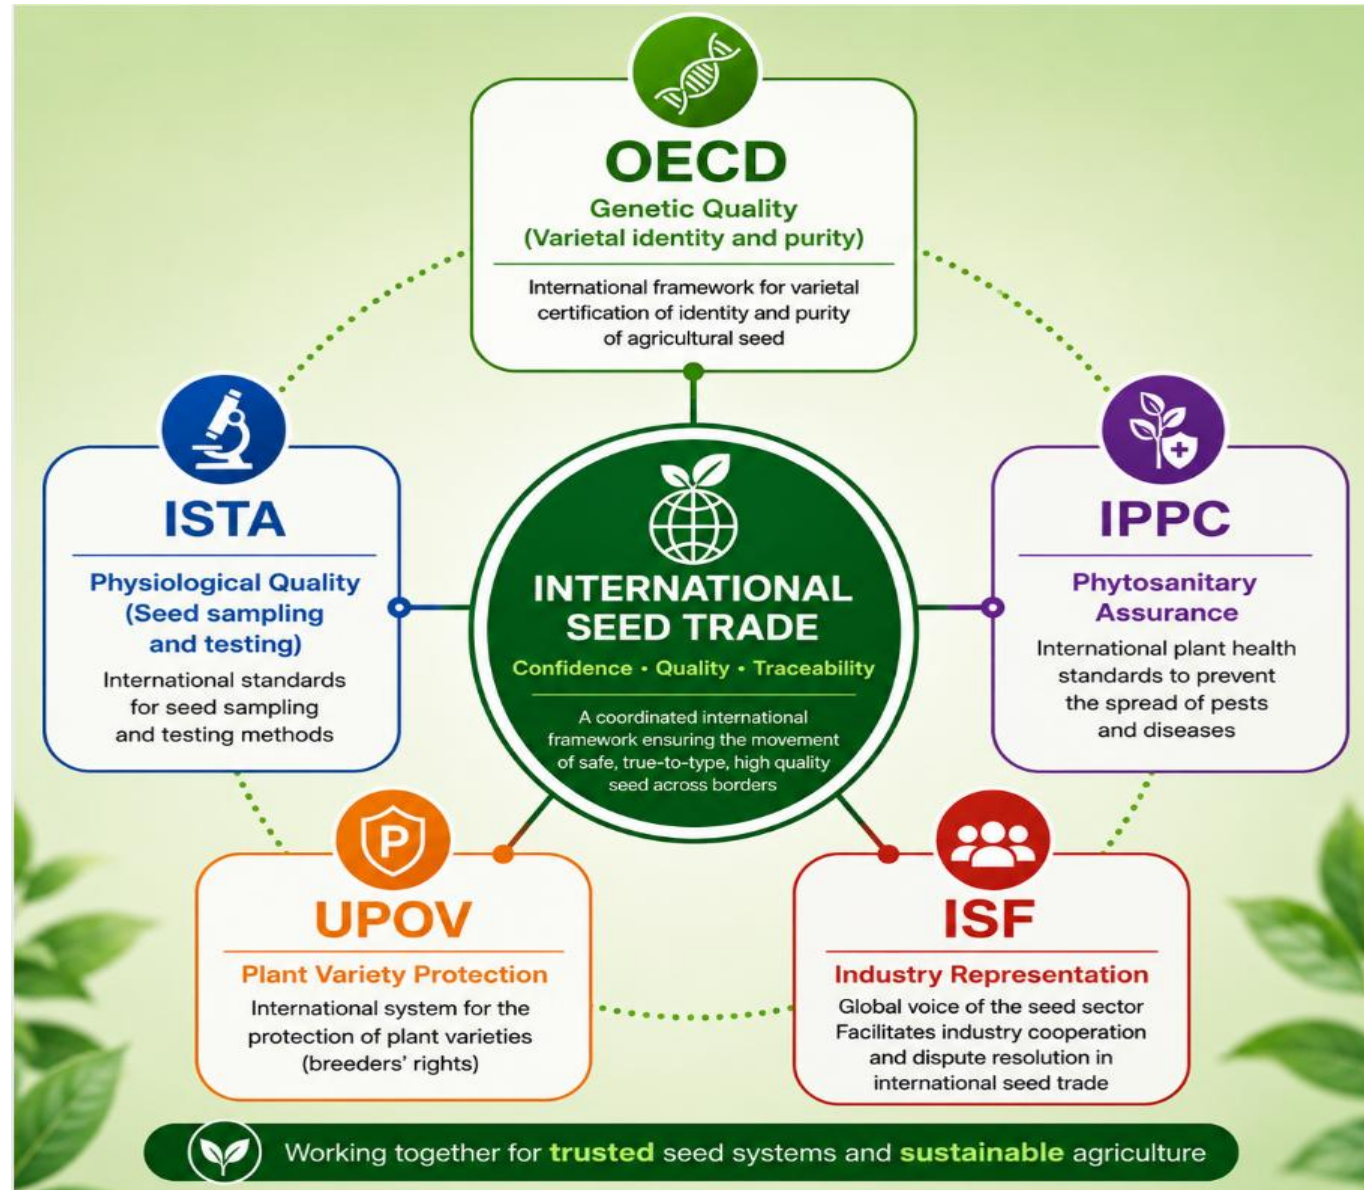 OECD
Genetic Quality
(Varietal identity and purity)
International framework for varietal
certification of identity and purity
of agricultural seed
ISTA
Physiological Quality
(Seed sampling
and testing)
International standards
for seed sampling
and testing methods
INTERNATIONAL
SEED TRADE
Confidence • Quality • Traceability
A coordinated international
framework ensuring the movement
of safe, true-to-type, high quality
seed across borders
IPPC
Phytosanitary
Assurance
International plant health
standards to prevent
the spread of pests
and diseases
P
UPOV
Plant Variety Protection
International system for the
protection of plant varieties
(breeders’ rights)
ISF
Industry Representation
Global voice of the seed sector
Facilitates industry cooperation
and dispute resolution in
international seed trade
Working together for trusted seed systems and sustainable agriculture